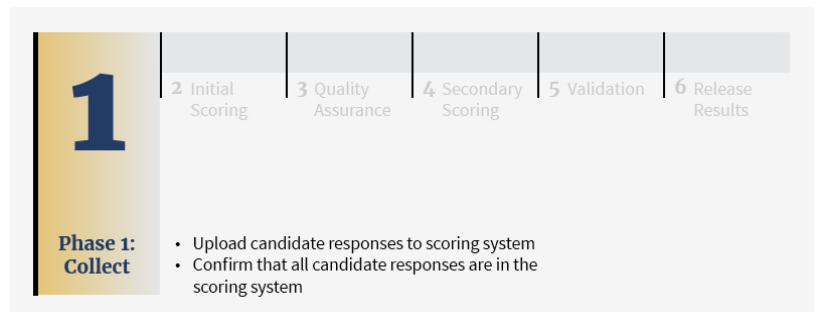 1
2 Initial
Scoring
3 Quality
Assurance
4 Secondary
Scoring
5 Validation
6 Release
Results
Phase 1:
Collect
• Upload candidate responses to scoring system
• Confirm that all candidate responses are in the
scoring system